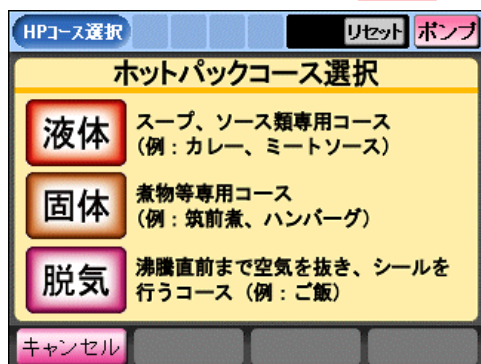 HPコース選択 リセット ポンプ
ホットパックコース選択
液体 スープ、ソース類専用コース
(例:カレー、ミートソース)
固体 煮物等専用コース
(例:筑前煮、ハンバーグ)
脱気 沸騰直前まで空気を抜き、シールを
行うコース(例:ご飯)
キャンセル